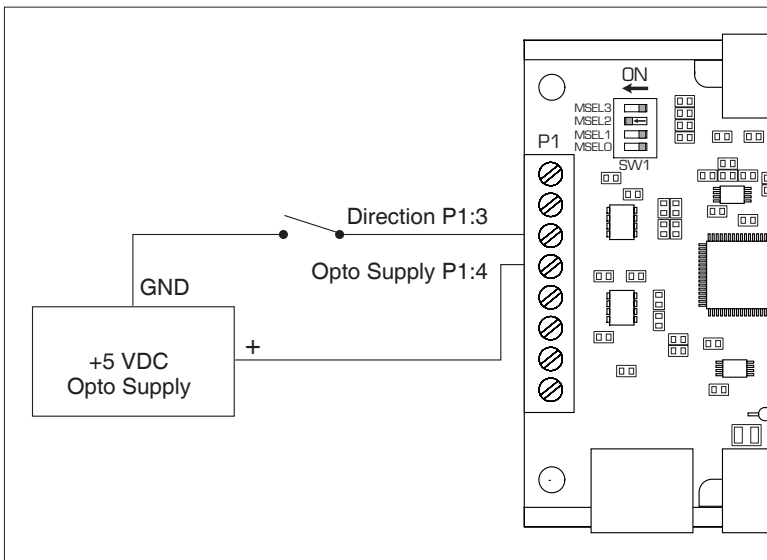 ON
MSEL3
MSEL2
MSEL1
MSEL0
SW1
P1
Direction P1:3
Opto Supply P1:4
GND
+
+5 VDC
Opto Supply